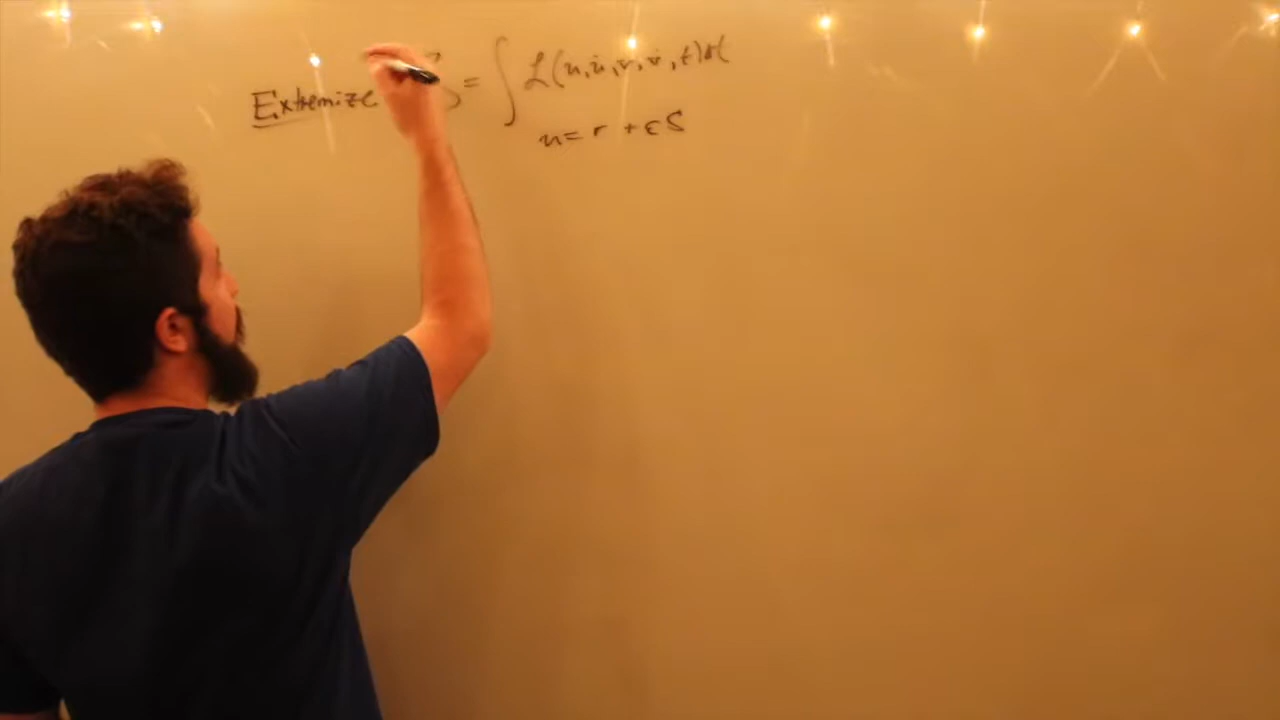 Extremize S = ∫ ℒ(u, u̇, v, v̇, t)dt
u = r + εS